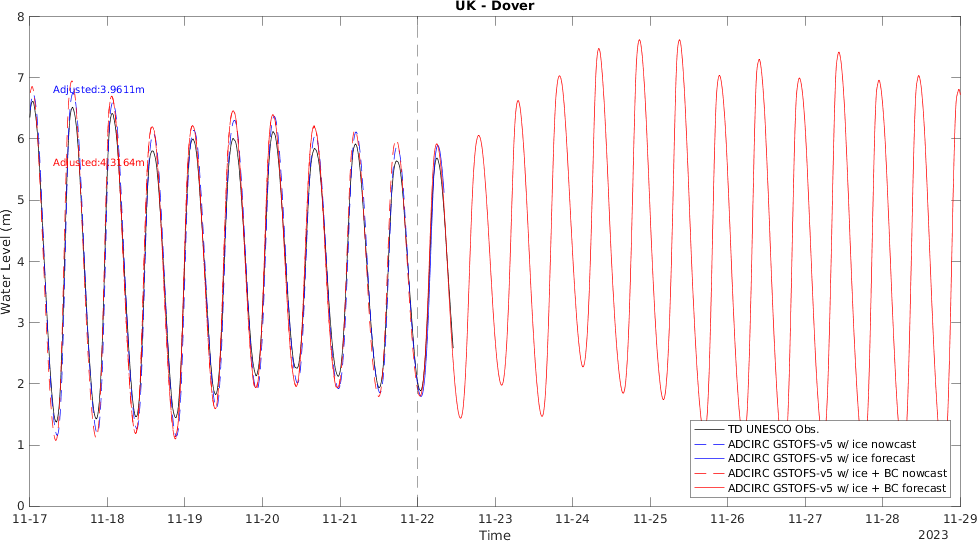 UK - Dover
8
7
6
5
4
3
2
1
0
Water Level (m)
Adjusted:3.9611m
Adjusted:4.3164m
TD UNESCO Obs.
ADCIRC GSTOFS-v5 w/ ice nowcast
ADCIRC GSTOFS-v5 w/ ice forecast
ADCIRC GSTOFS-v5 w/ ice + BC nowcast
ADCIRC GSTOFS-v5 w/ ice + BC forecast
11-17 11-18 11-19 11-20 11-21 11-22 11-23 11-24 11-25 11-26 11-27 11-28 11-29
Time
2023